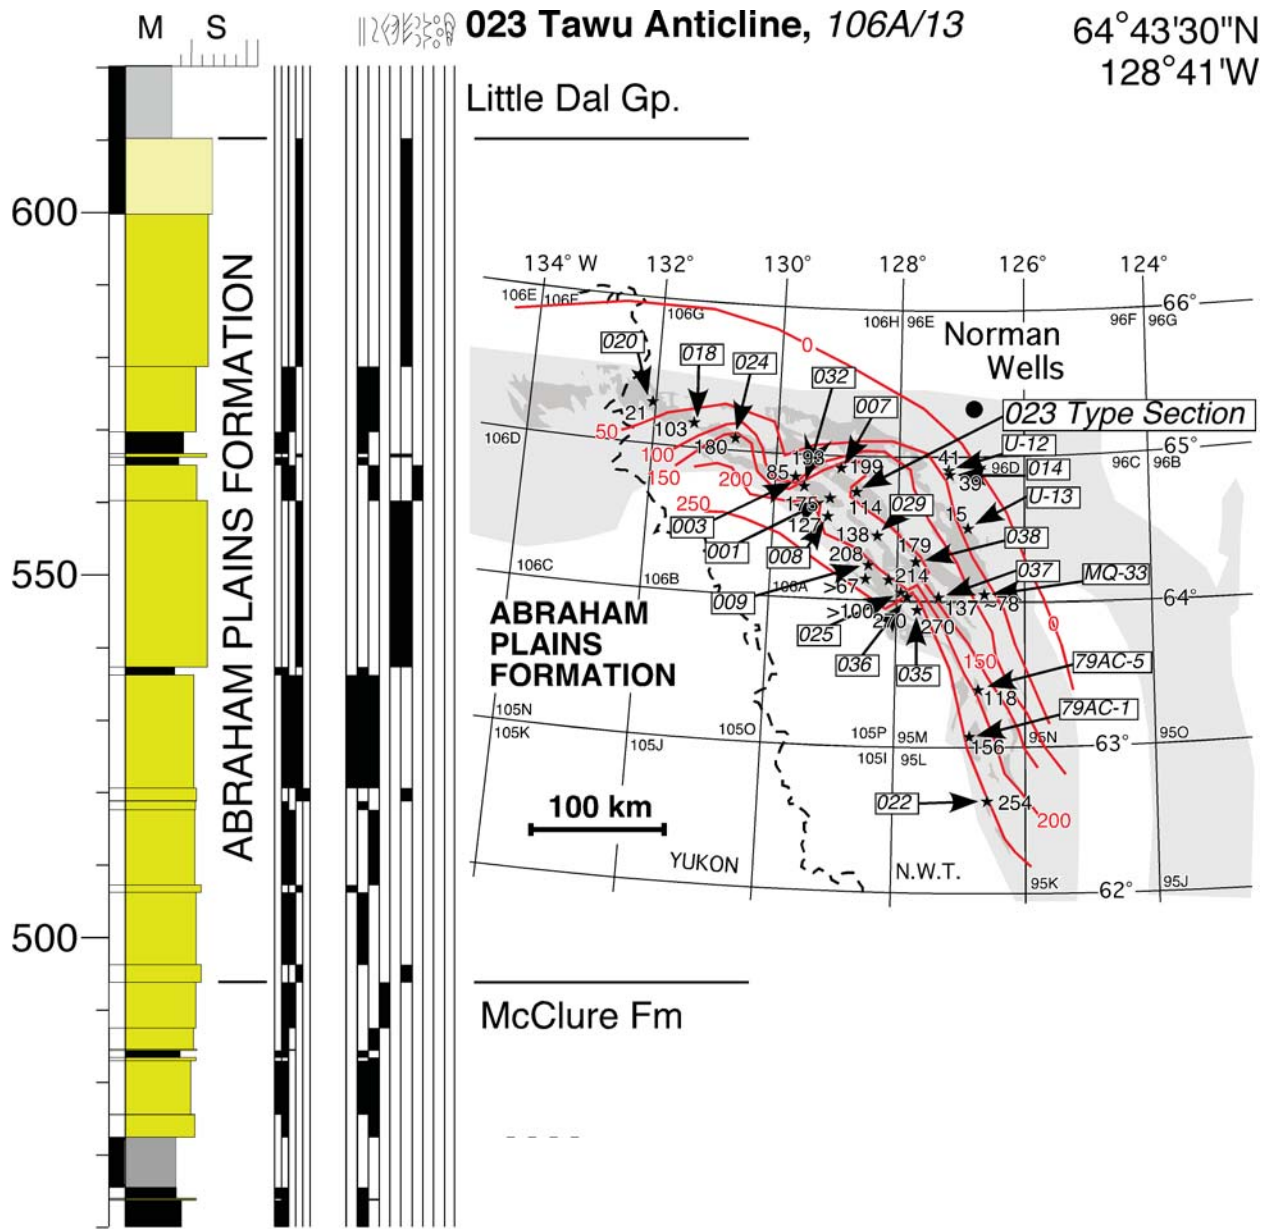 M S
023 Tawu Anticline, 106A/13
64°43'30"N
128°41'W
Little Dal Gp.
600
550
500
ABRAHAM PLAINS FORMATION
McClure Fm
134° W 132° 130° 128° 126° 124°
106E 106F 106G 106H 96E 96F 96G 66°
0
Norman
Wells
020 018 024 032 007
023 Type Section
21 103 180 193 199 41
50 100 150 200 250
106D 65°
U-12
96D 014
96C 96B
85 39
175 114 029 15 U-13
003 127 138 179 038
001 008 208 214 037 MQ-33
106C 106B 106A
009 >67 137 ~78 64°
>100 270 270 0
025 036 035
ABRAHAM
PLAINS
FORMATION
150 79AC-5
118
79AC-1
105N 105O 105P 95M 95N 63° 95O
105K 105J 105I 95L
156
100 km
022 254
200
YUKON N.W.T.
95K 62° 95J